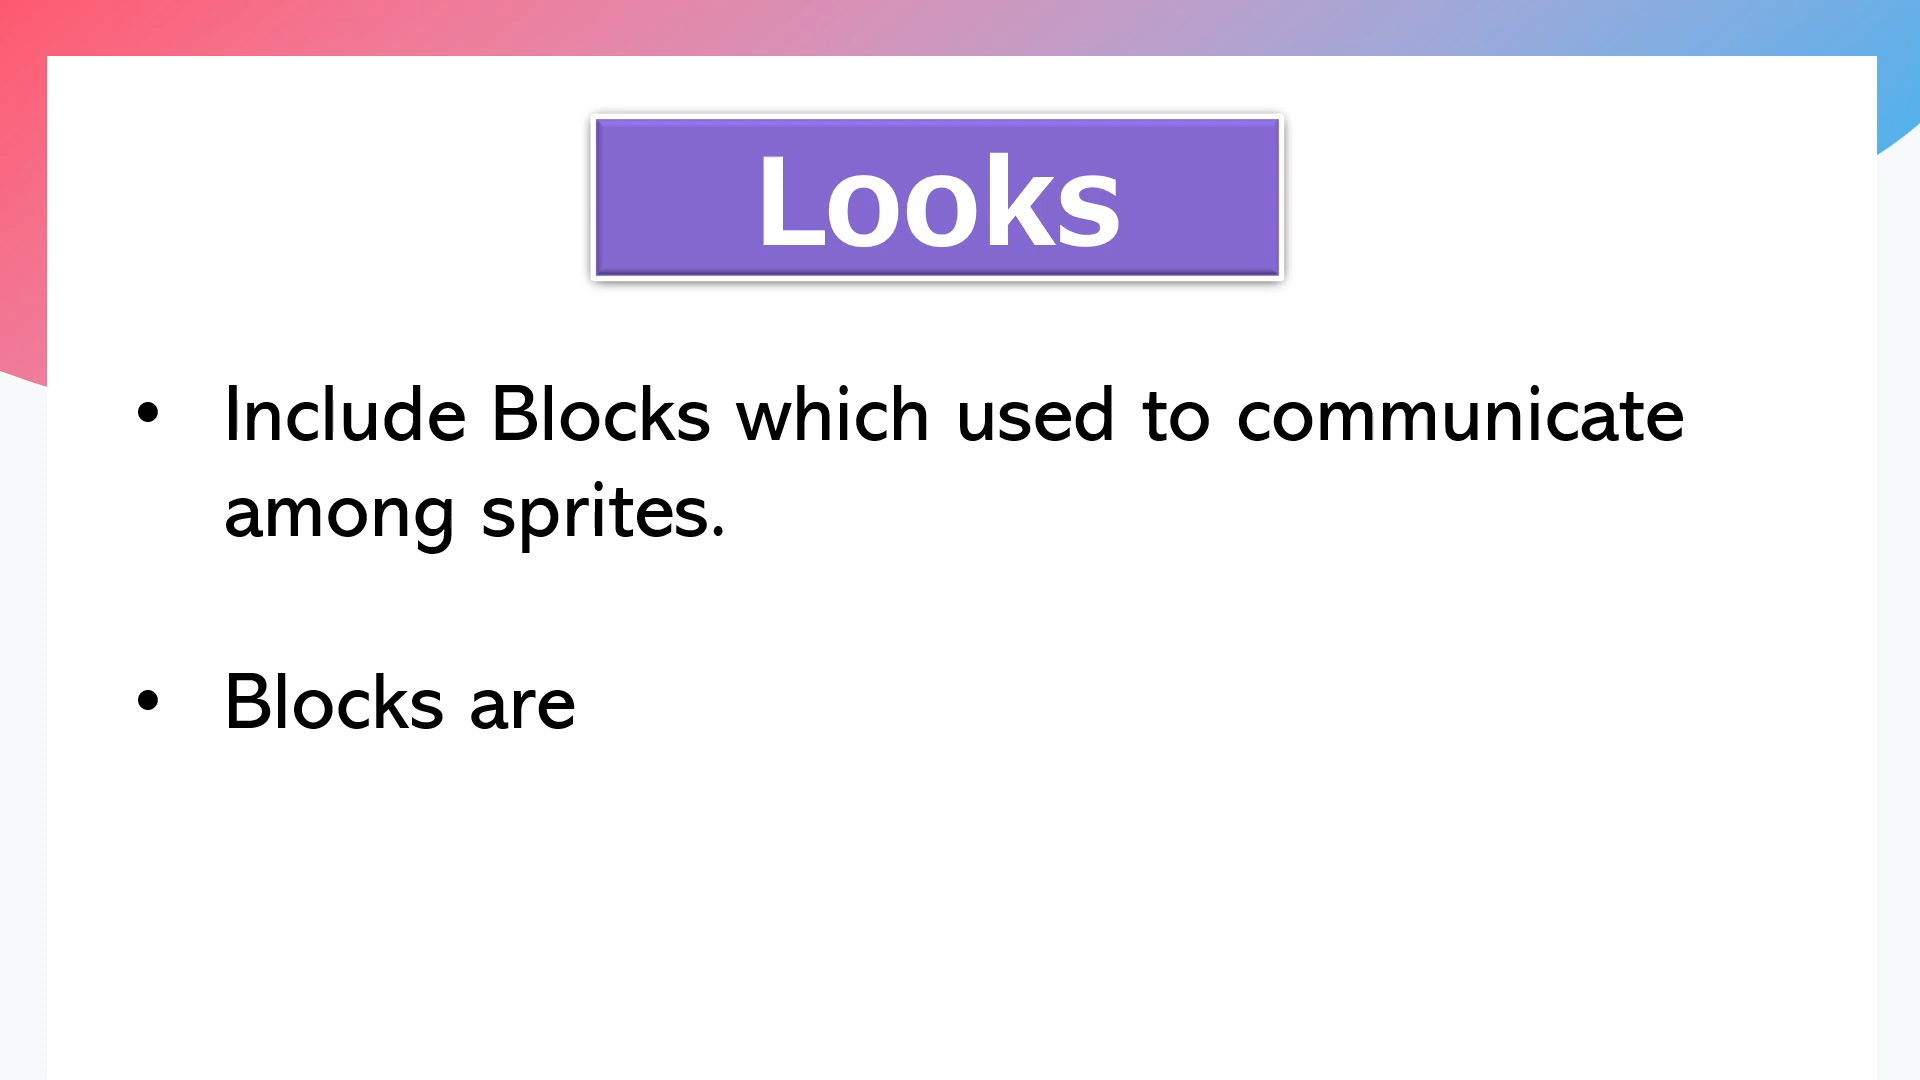 Looks
• Include Blocks which used to communicate
among sprites.
• Blocks are